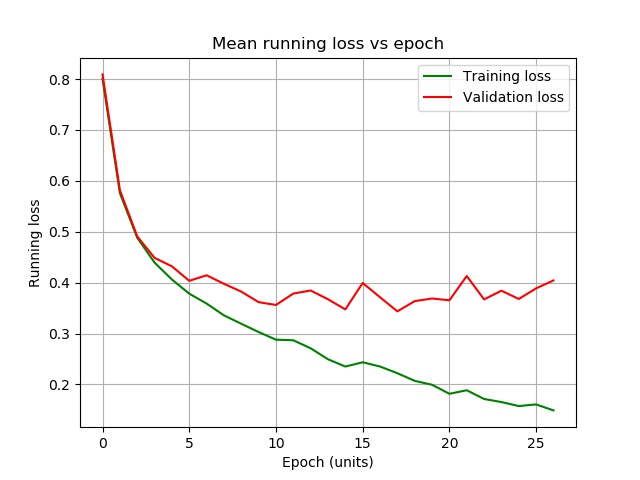 Mean running loss vs epoch
Training loss
Validation loss
0.8
0.7
0.6
0.5
0.4
0.3
0.2
Running loss
0 5 10 15 20 25
Epoch (units)